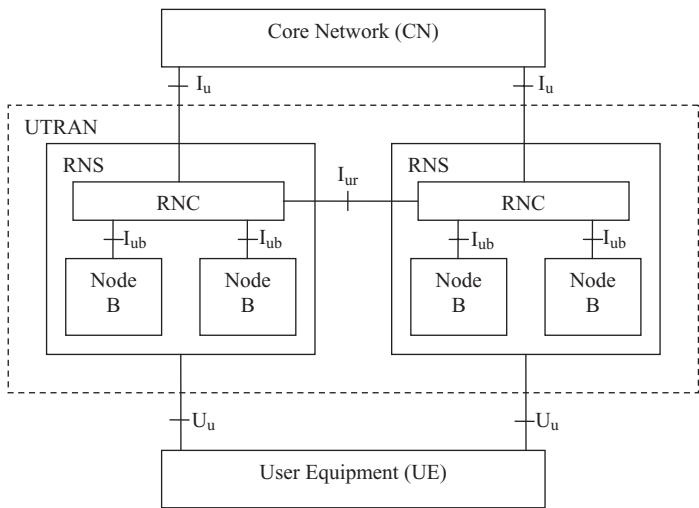 Core Network (CN)
Iu Iu
UTRAN
RNS RNS
Iur
RNC RNC
Iub Iub Iub Iub
Node Node Node Node
B B B B
Uu Uu
User Equipment (UE)